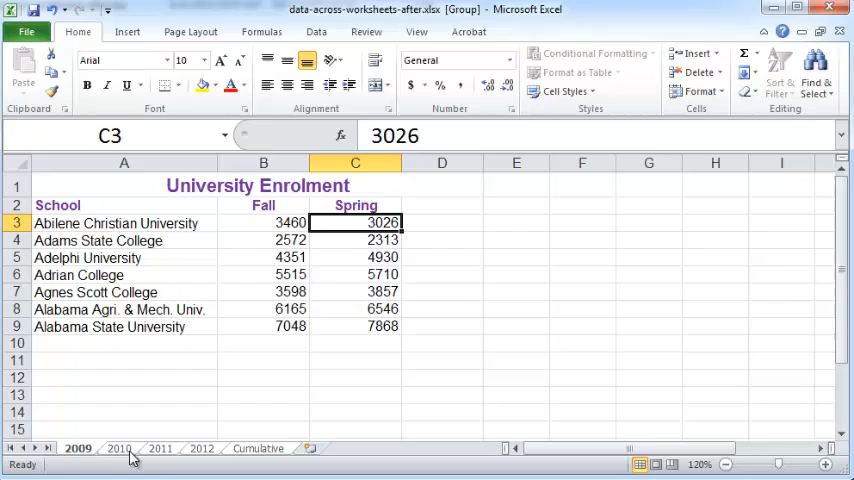 data-across-worksheets-after.xlsx [Group] - Microsoft Excel
File Home Insert Page Layout Formulas Data Review View Acrobat
Paste
Arial 10
B I U
General
$ % ,
Conditional Formatting
Format as Table
Cell Styles
Insert
Delete
Format
Σ
Sort & Filter
Find & Select
Clipboard Font Alignment Number Styles Cells Editing
C3 fx 3026
A B C D E F G H I
1 University Enrolment
2 School Fall Spring
3 Abilene Christian University 3460 3026
4 Adams State College 2572 2313
5 Adelphi University 4351 4930
6 Adrian College 5515 5710
7 Agnes Scott College 3598 3857
8 Alabama Agri. & Mech. Univ. 6165 6546
9 Alabama State University 7048 7868
10
11
12
13
14
15
2009 2010 2011 2012 Cumulative
Ready 120%